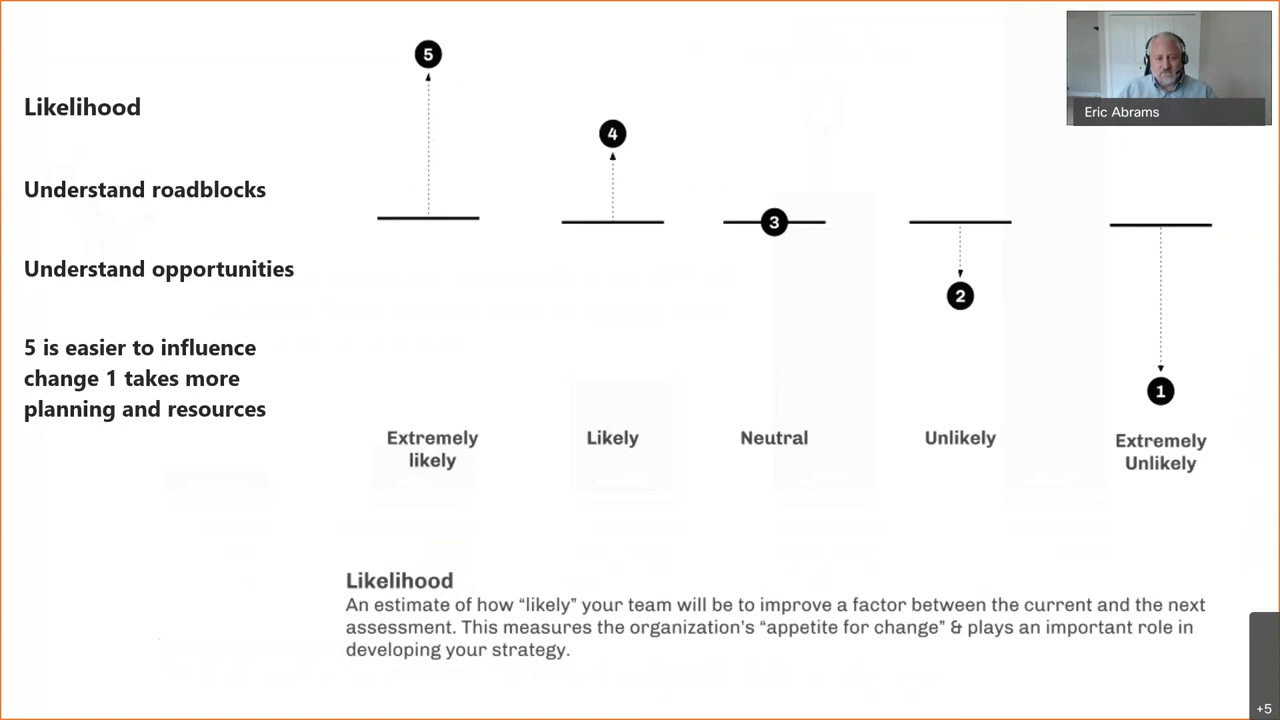 Likelihood
Understand roadblocks
Understand opportunities
5 is easier to influence
change 1 takes more
planning and resources
5
4
3
2
1
Extremely
likely
Likely
Neutral
Unlikely
Extremely
Unlikely
Likelihood
An estimate of how “likely” your team will be to improve a factor between the current and the next
assessment. This measures the organization’s “appetite for change” & plays an important role in
developing your strategy.
Eric Abrams
+5